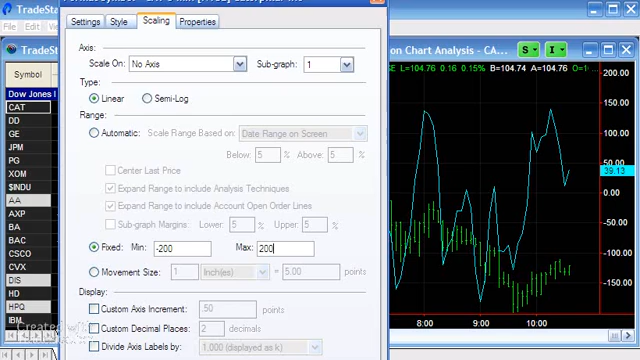 TradeSta
File
TradeSt
Symbol
Dow Jones I
CAT
DD
GE
JPM
PG
XOM
$INDU
AA
AXP
BA
BAC
CSCO
CVX
DIS
HD
HPQ
IBM
Settings
Style
Scaling
Properties
Axis:
Scale On:
No Axis
Sub-graph:
1
Type:
Linear
Semi-Log
Range:
Automatic:
Scale Range Based on:
Date Range on Screen
Below:
5
%
Above:
5
%
Center Last Price
Expand Range to include Analysis Techniques
Expand Range to include Account Open Order Lines
Sub-graph Margins:
Lower:
5
%
Upper:
5
%
Fixed:
Min:
-200
Max:
200
Movement Size:
1
Inch(es)
=
5.00
points
Display:
Custom Axis Increment:
.50
points
Custom Decimal Places:
2
decimals
Divide Axis Labels by:
1,000 (displayed as k)
on Chart Analysis - CA...
S
I
L=104.76 0.16 0.15% B=104.74 A=104.76
200.00
150.00
100.00
50.00
39.13
0.00
-50.00
-100.00
-150.00
-200.00
8:00
9:00
10:00